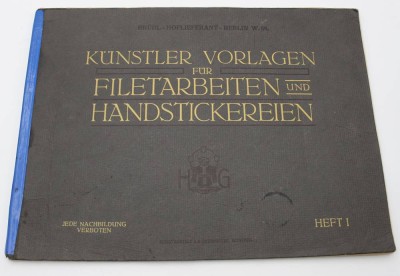 KÜNSTLER VORLAGEN
FÜR
FILETARBEITEN UND
HANDSTICKEREIEN
H G
JEDE NACHBILDUNG
VERBOTEN
HEFT I